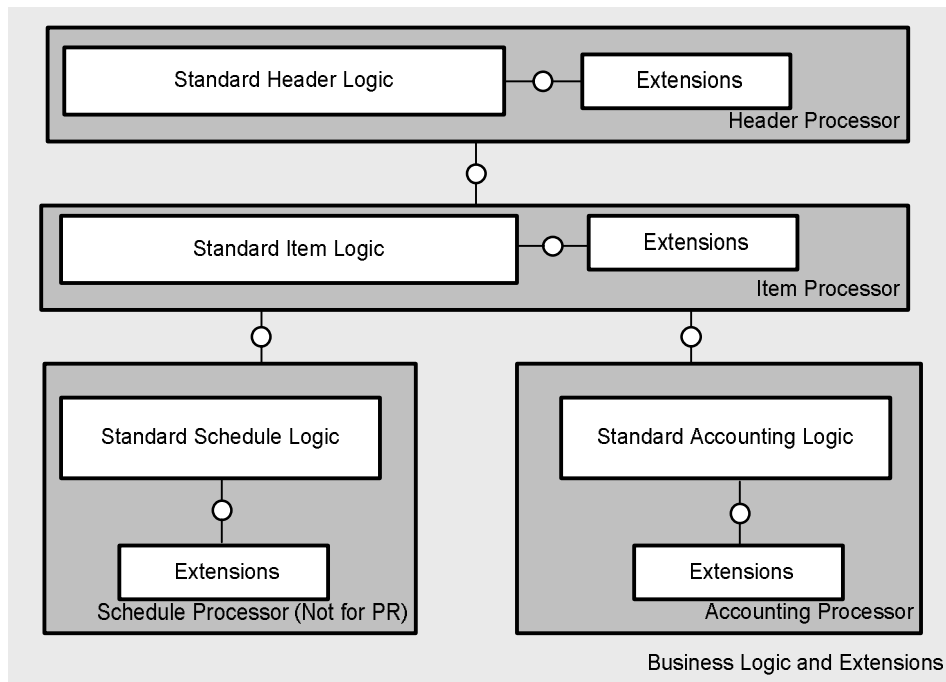 Standard Header Logic
Extensions
Header Processor
Standard Item Logic
Extensions
Item Processor
Standard Schedule Logic
Extensions
Schedule Processor (Not for PR)
Standard Accounting Logic
Extensions
Accounting Processor
Business Logic and Extensions